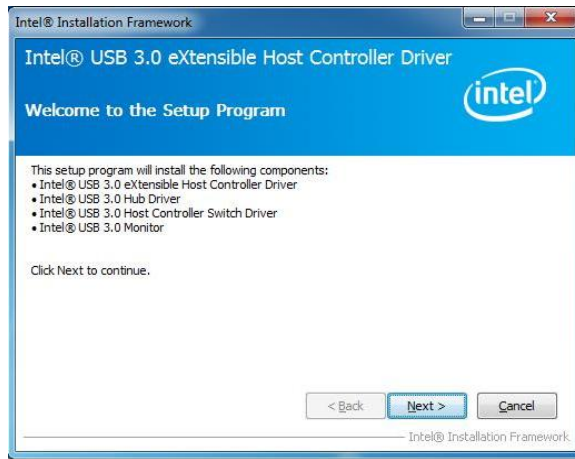 Intel® Installation Framework
Intel® USB 3.0 eXtensible Host Controller Driver
Welcome to the Setup Program
intel
This setup program will install the following components:
• Intel® USB 3.0 eXtensible Host Controller Driver
• Intel® USB 3.0 Hub Driver
• Intel® USB 3.0 Host Controller Switch Driver
• Intel® USB 3.0 Monitor
Click Next to continue.
< Back Next > Cancel
Intel® Installation Framework